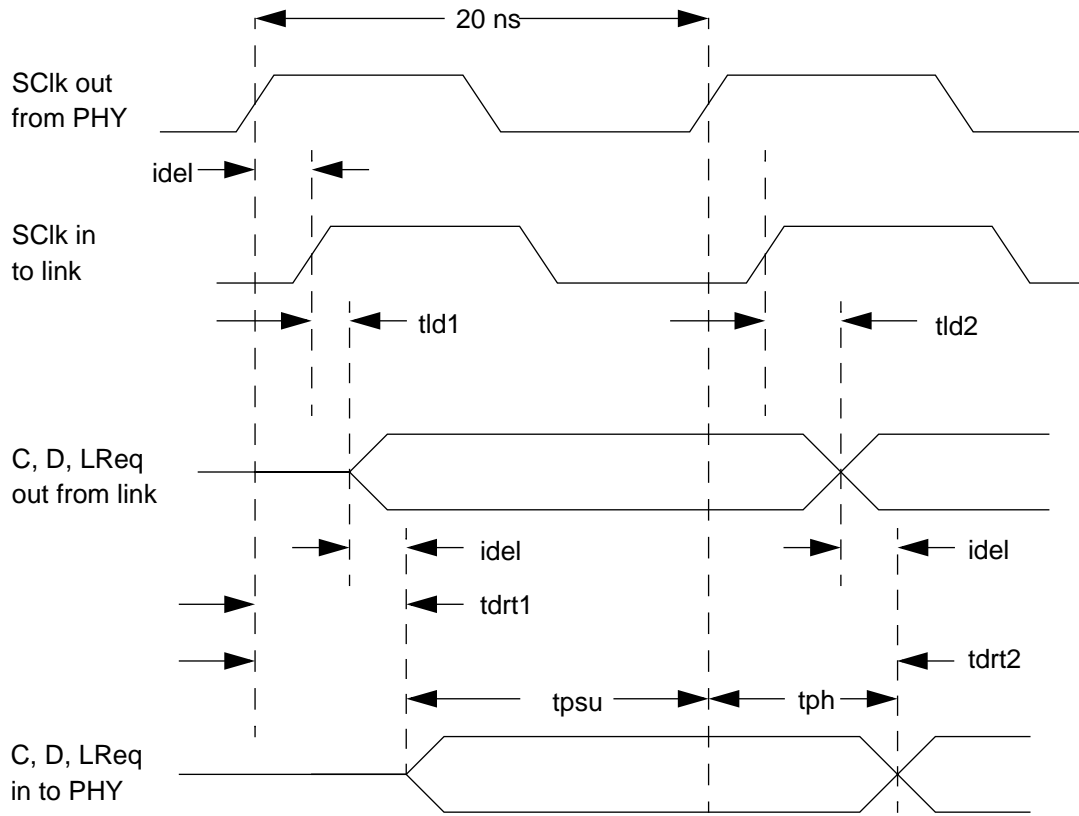 20 ns
SClk out
from PHY
idel
SClk in
to link
tld1
tld2
C, D, LReq
out from link
idel
idel
tdrt1
tdrt2
tpsu
tph
C, D, LReq
in to PHY